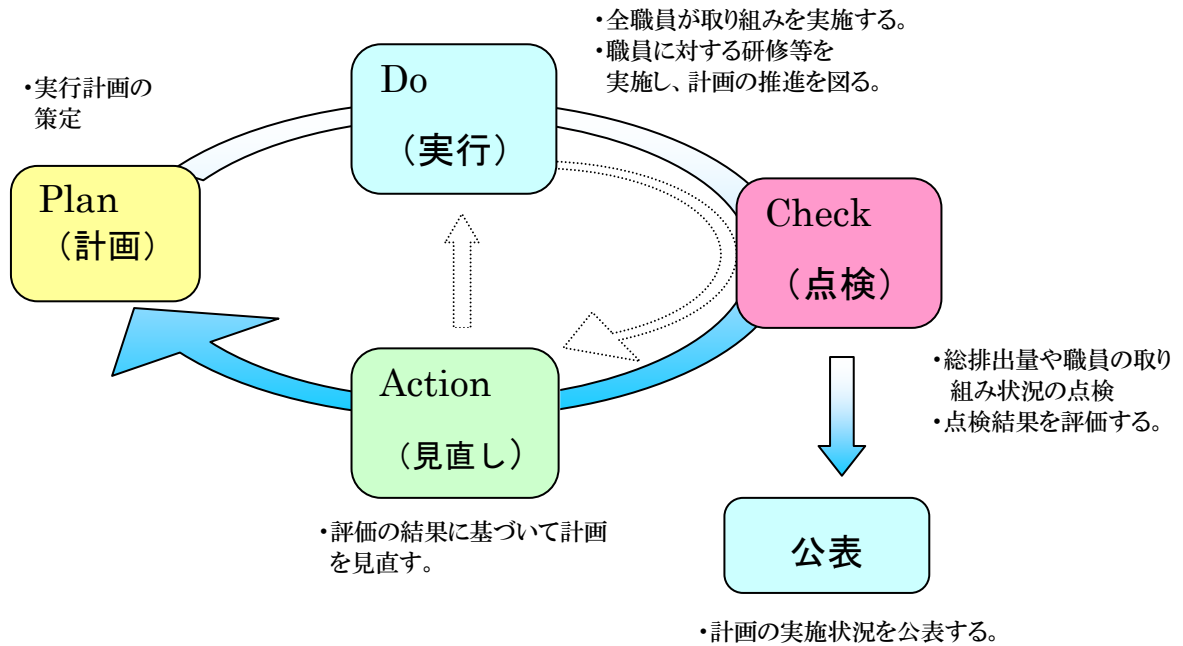 ・実行計画の
策定
Plan
（計画）
Do
（実行）
・全職員が取り組みを実施する。
・職員に対する研修等を
実施し、計画の推進を図る。
Check
（点検）
・総排出量や職員の取り
組み状況の点検
・点検結果を評価する。
Action
（見直し）
・評価の結果に基づいて計画
を見直す。
公表
・計画の実施状況を公表する。